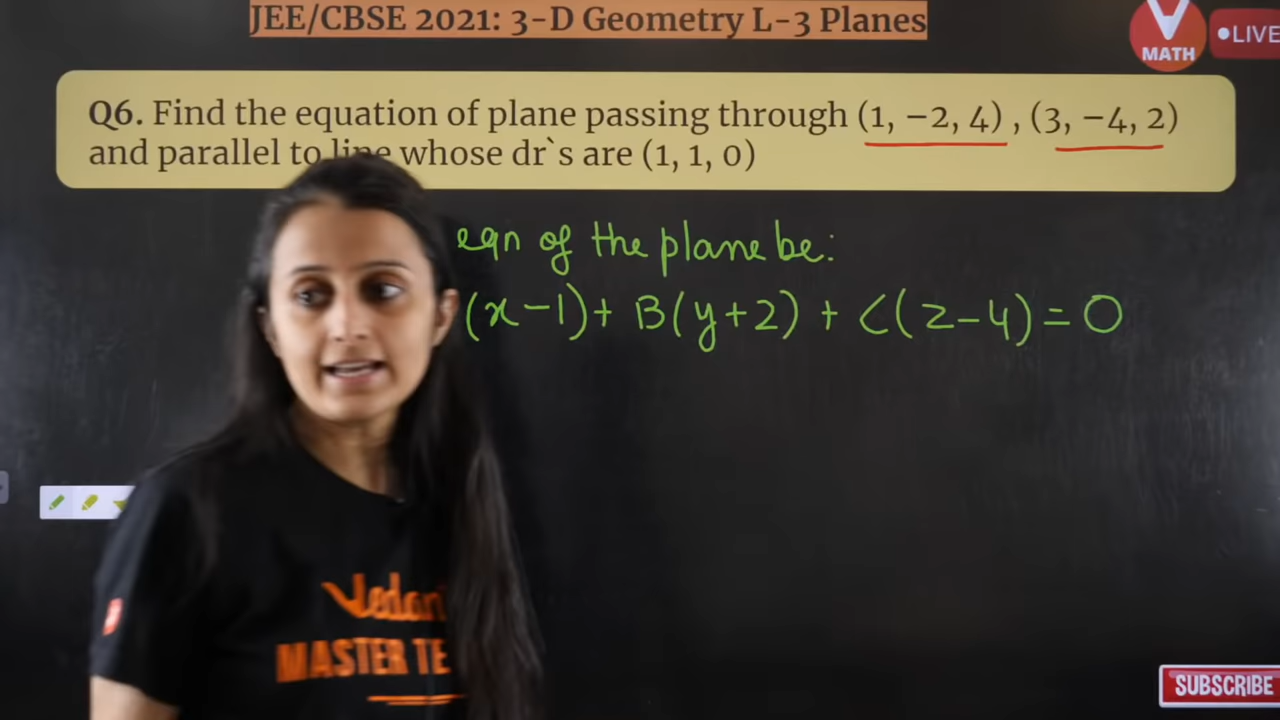 JEE/CBSE 2021: 3-D Geometry L-3 Planes
V
MATH
•LIVE
Q6. Find the equation of plane passing through (1, −2, 4) , (3, −4, 2)
and parallel to line whose dr`s are (1, 1, 0)
eqn of the plane be:
(x-1)+ B(y+2) + C(z-4) = 0
Vedant
MASTER TE
SUBSCRIBE